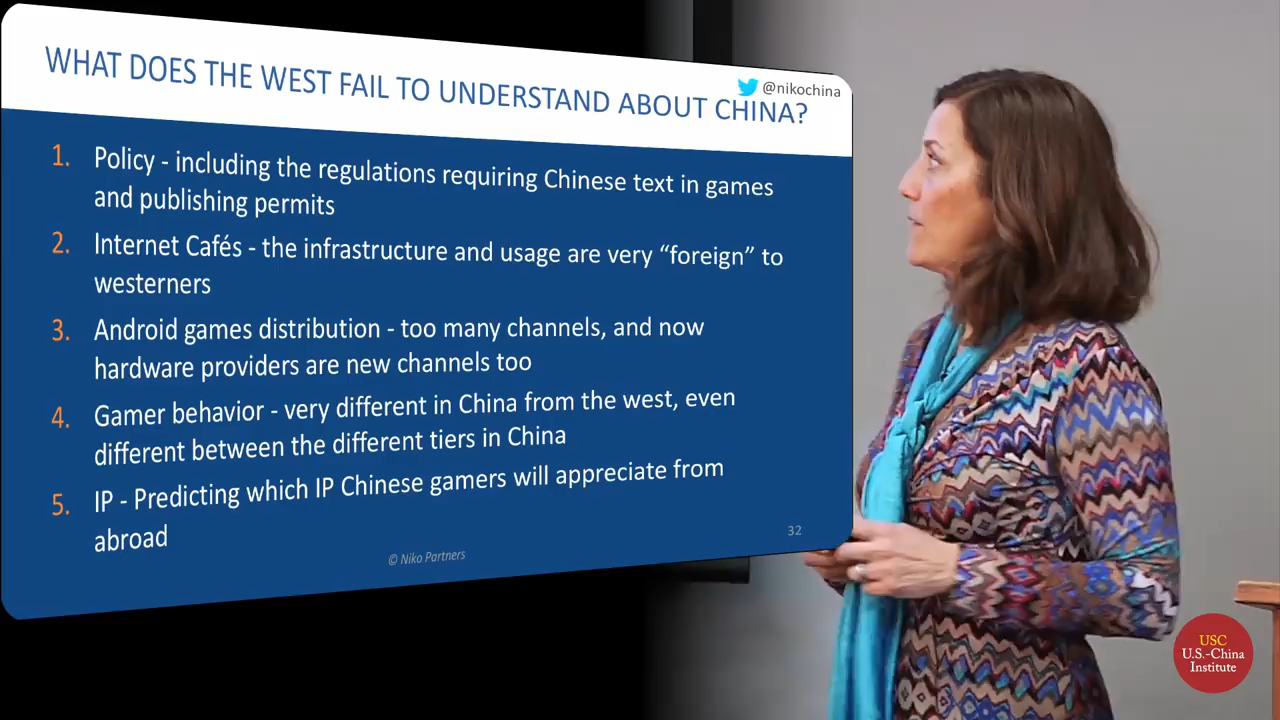 WHAT DOES THE WEST FAIL TO UNDERSTAND ABOUT CHINA?
@nikochina
1. Policy - including the regulations requiring Chinese text in games
and publishing permits
2. Internet Cafés - the infrastructure and usage are very “foreign” to
westerners
3. Android games distribution - too many channels, and now
hardware providers are new channels too
4. Gamer behavior - very different in China from the west, even
different between the different tiers in China
5. IP - Predicting which IP Chinese gamers will appreciate from
abroad
© Niko Partners
32
USC
U.S.-China
Institute